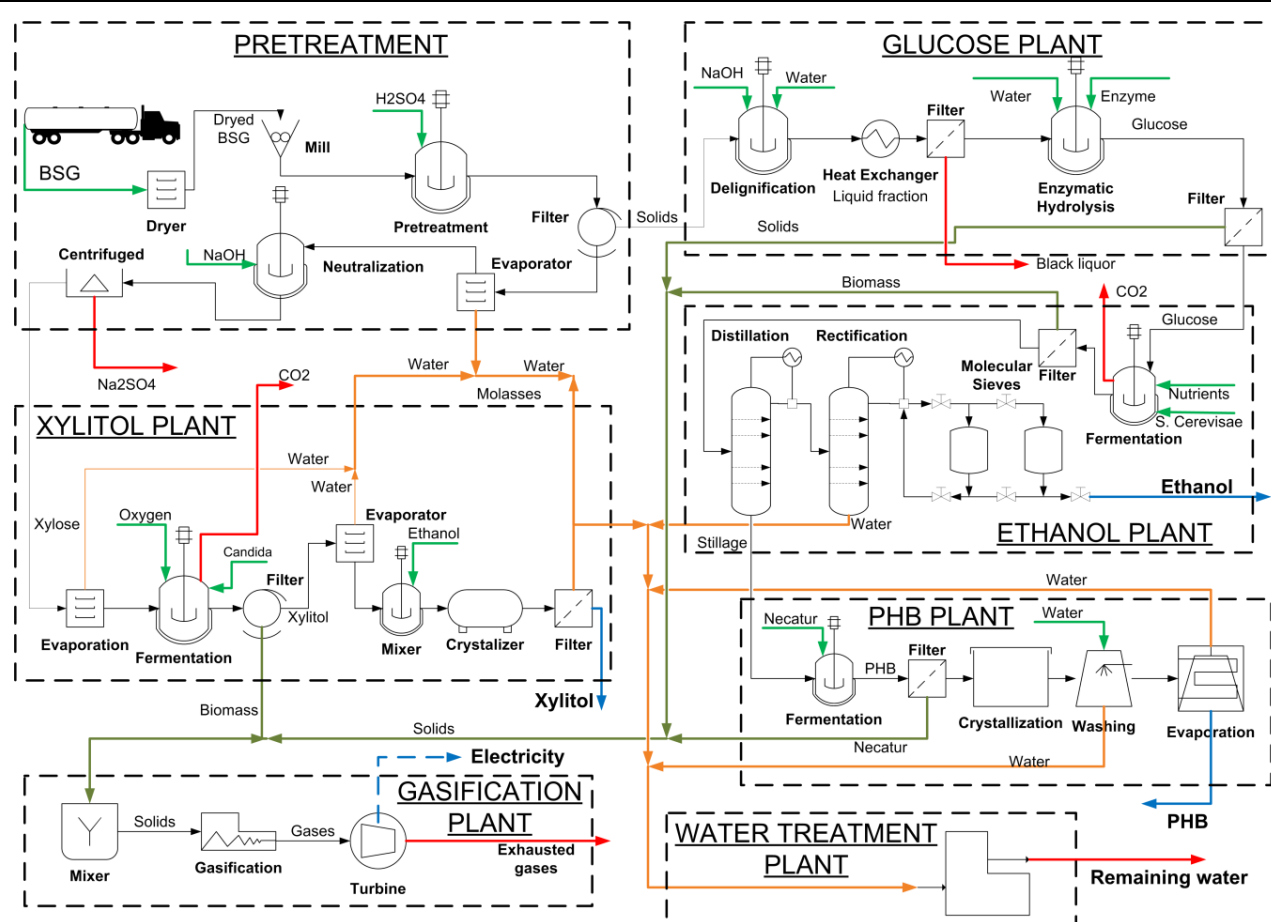 PRETREATMENT
BSG
Dryer
Dryed
BSG
Mill
H2SO4
Pretreatment
Filter
Solids
Evaporator
NaOH
Neutralization
Centrifuged
Na2SO4
Water
Water
Molasses
GLUCOSE PLANT
NaOH
Water
Delignification
Heat Exchanger
Liquid fraction
Filter
Water
Enzyme
Enzymatic
Hydrolysis
Glucose
Filter
Solids
Black liquor
Biomass
CO2
Glucose
Distillation
Rectification
Molecular
Sieves
Filter
Nutrients
S. Cerevisae
Fermentation
Ethanol
Water
ETHANOL PLANT
Stillage
XYLITOL PLANT
CO2
Water
Water
Xylose
Oxygen
Candida
Evaporation
Fermentation
Filter
Xylitol
Evaporator
Ethanol
Mixer
Crystalizer
Filter
Xylitol
Biomass
Solids
Water
PHB PLANT
Necatur
Fermentation
PHB
Filter
Crystallization
Water
Washing
Evaporation
Necatur
Water
PHB
GASIFICATION
PLANT
Electricity
Mixer
Solids
Gasification
Gases
Turbine
Exhausted
gases
WATER TREATMENT
PLANT
Remaining water